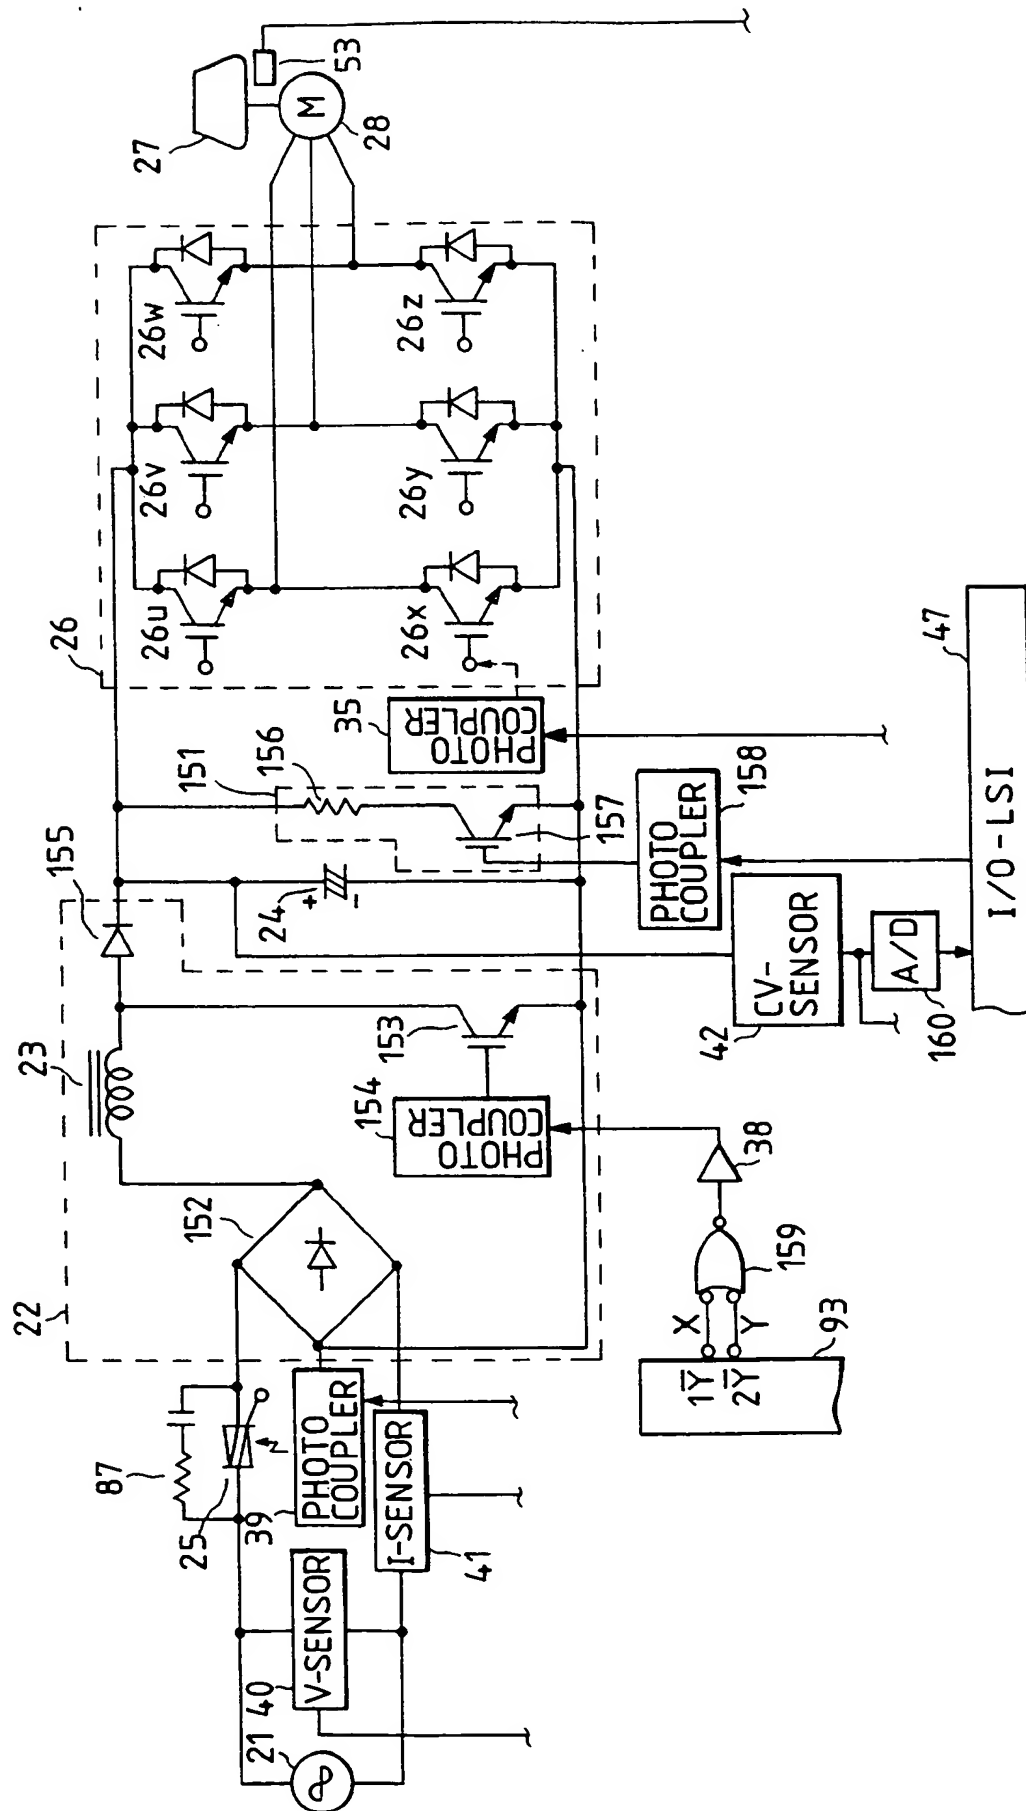 22
23
155
151
156
26
26u
26v
26w
27
53
M
28
87
25
152
24
+
-
35
PHOTO
COUPLER
26x
26y
26z
21
40
V-SENSOR
39
PHOTO
COUPLER
I-SENSOR
41
154
PHOTO
COUPLER
153
157
PHOTO
COUPLER
158
42
CV-
SENSOR
A/D
160
38
159
X
Y
1Y̅
2Y̅
93
I/O-LSI
47